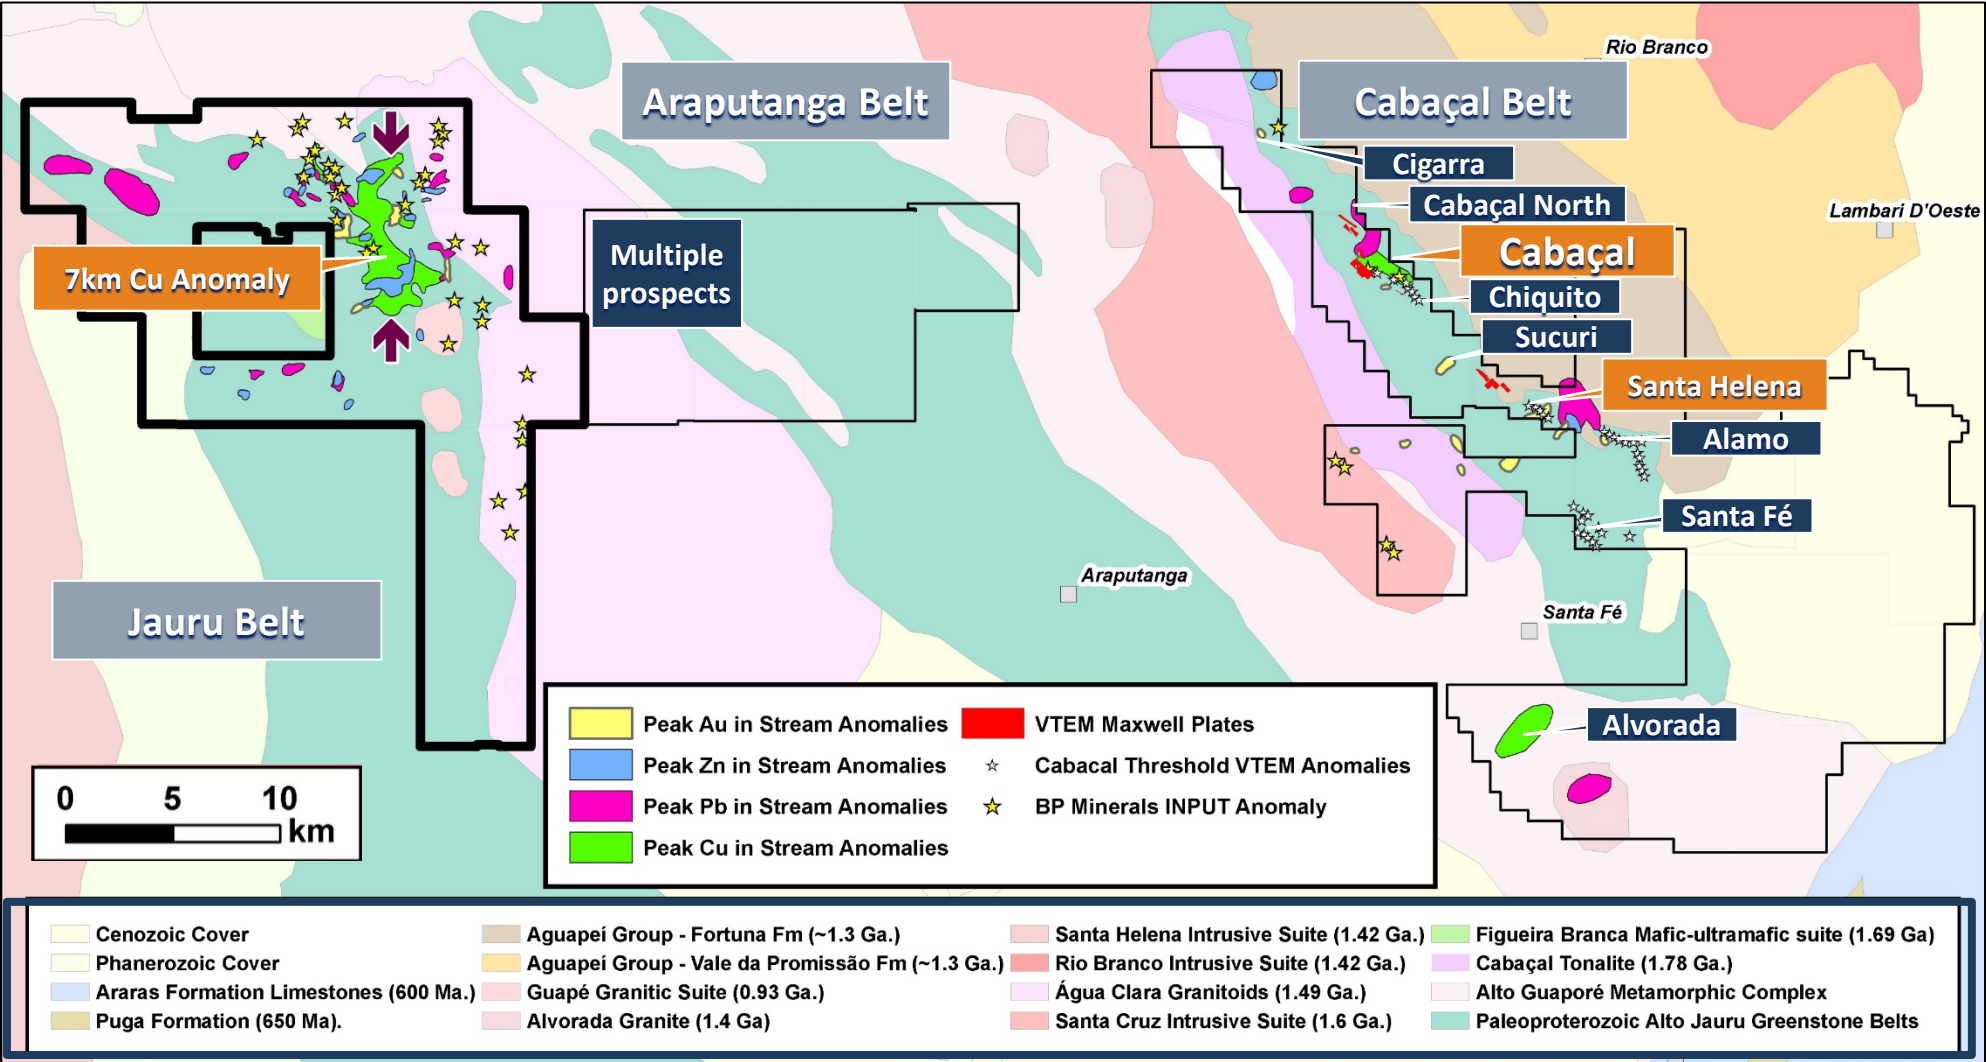 Rio Branco
Araputanga Belt
Cabaçal Belt
Cigarra
Cabaçal North
Lambari D'Oeste
Cabaçal
Multiple
prospects
7km Cu Anomaly
Chiquito
Sucuri
Santa Helena
Alamo
Santa Fé
Araputanga
Santa Fé
Jauru Belt
Alvorada
Peak Au in Stream Anomalies
Peak Zn in Stream Anomalies
Peak Pb in Stream Anomalies
Peak Cu in Stream Anomalies
VTEM Maxwell Plates
Cabacal Threshold VTEM Anomalies
BP Minerals INPUT Anomaly
0 5 10
km
Cenozoic Cover
Phanerozoic Cover
Araras Formation Limestones (600 Ma.)
Puga Formation (650 Ma).
Aguapeí Group - Fortuna Fm (~1.3 Ga.)
Aguapeí Group - Vale da Promissão Fm (~1.3 Ga.)
Guapé Granitic Suite (0.93 Ga.)
Alvorada Granite (1.4 Ga)
Santa Helena Intrusive Suite (1.42 Ga.)
Rio Branco Intrusive Suite (1.42 Ga.)
Água Clara Granitoids (1.49 Ga.)
Santa Cruz Intrusive Suite (1.6 Ga.)
Figueira Branca Mafic-ultramafic suite (1.69 Ga)
Cabaçal Tonalite (1.78 Ga.)
Alto Guaporé Metamorphic Complex
Paleoproterozoic Alto Jauru Greenstone Belts